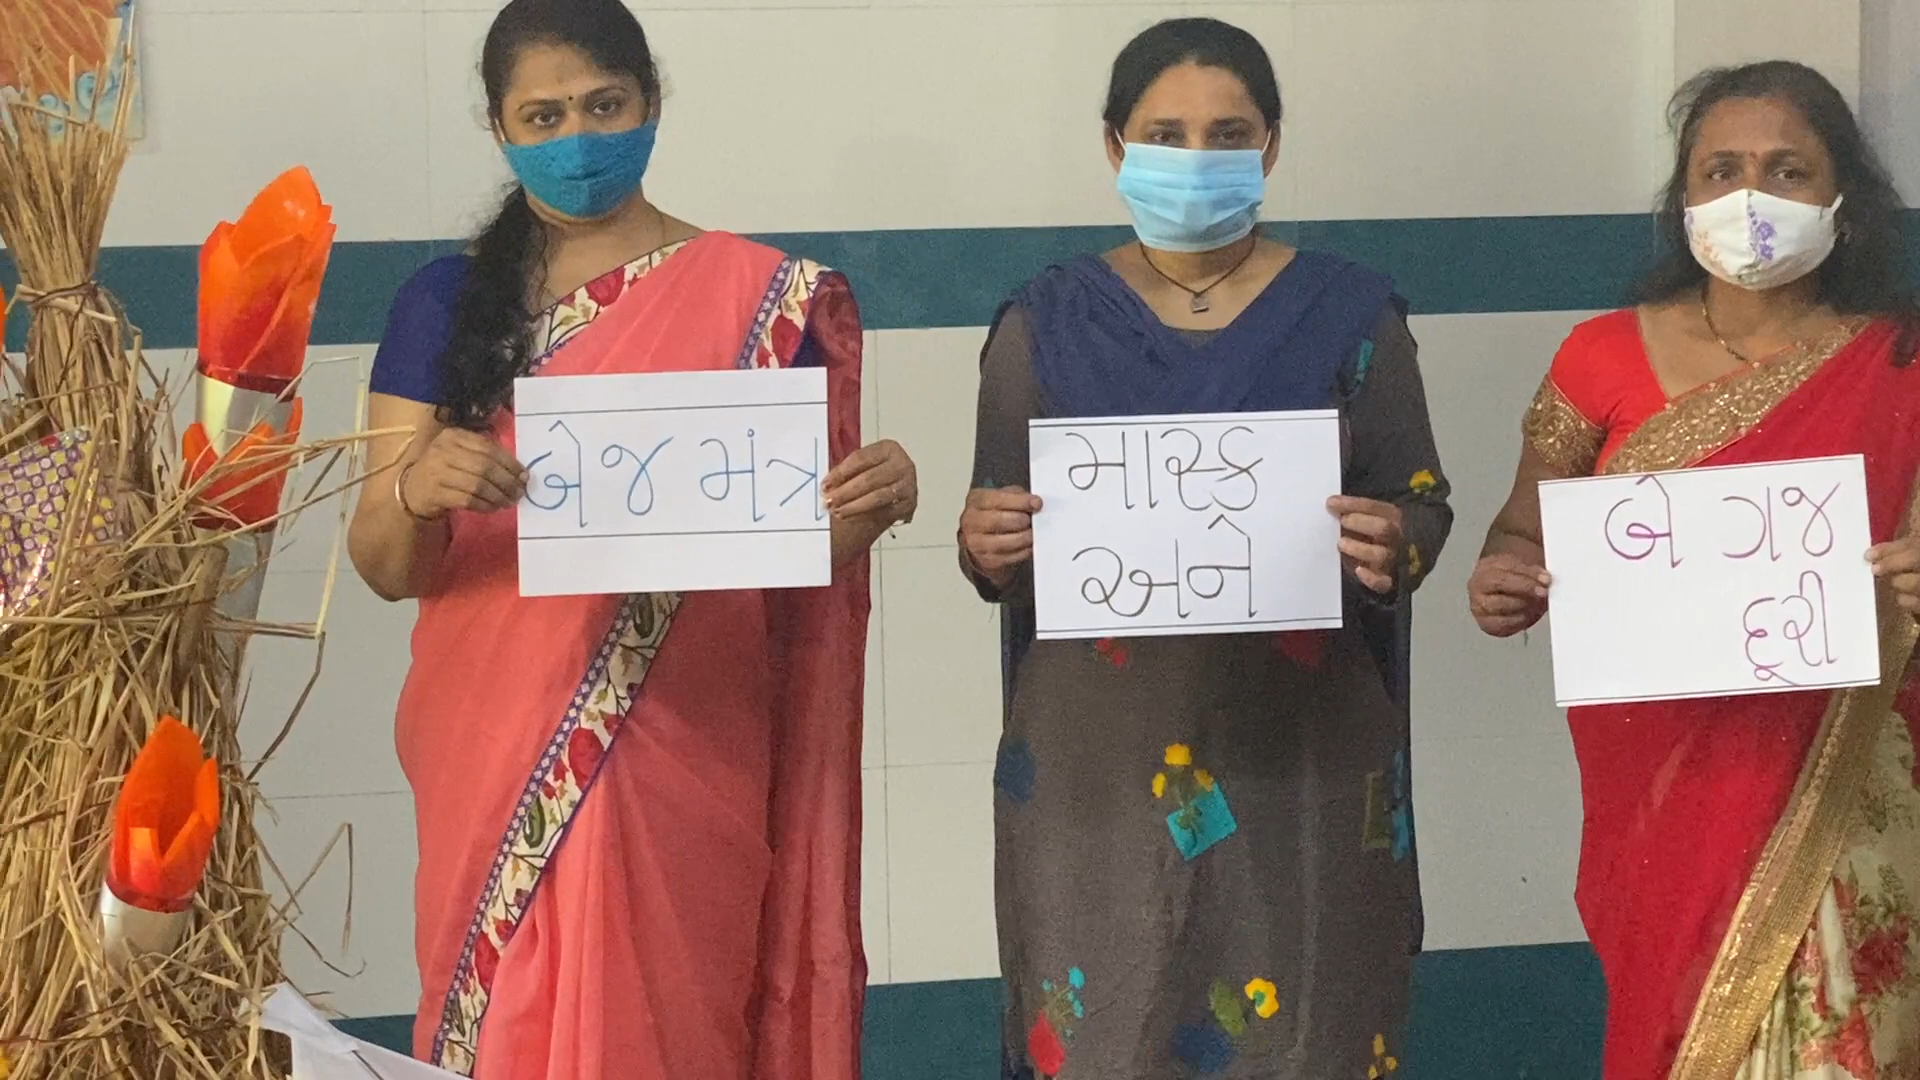 બેજ મંત્ર
માસ્ક
અને
બે ગજ
દૂરી